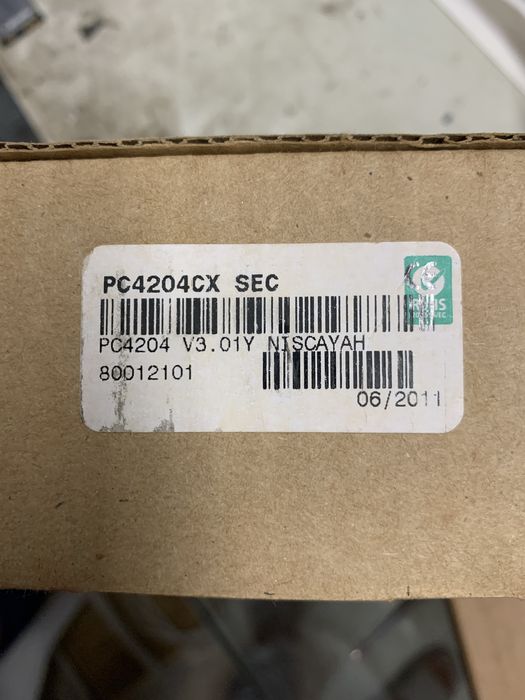 PC4204CX SEC
PC4204 V3.01Y NISCAYAH
80012101
06/2011
RoHS